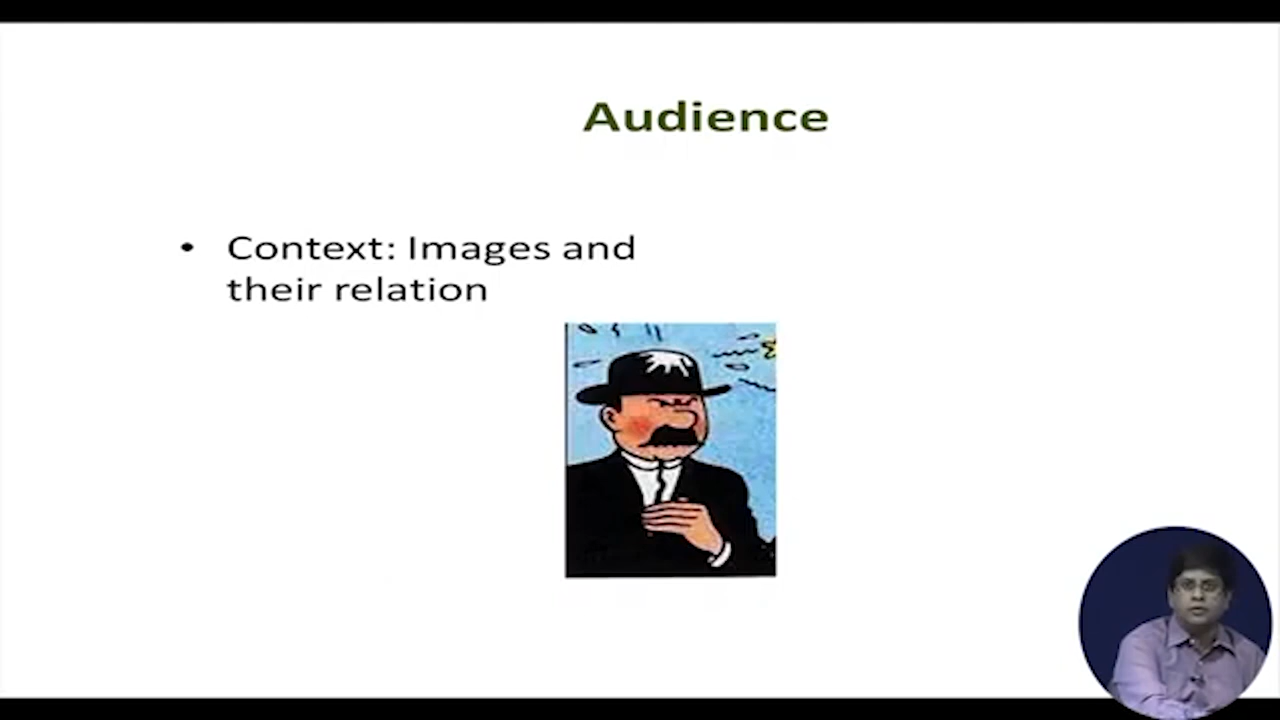 Audience
• Context: Images and
their relation